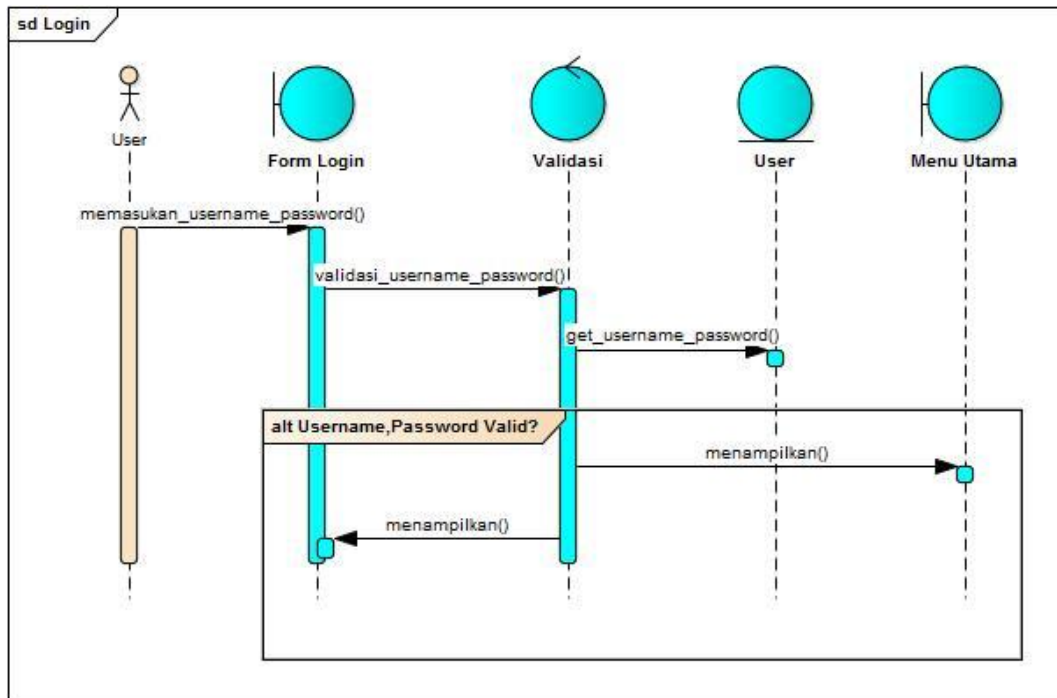 sd Login
User
Form Login
Validasi
User
Menu Utama
memasukan_username_password()
validasi_username_password()
get_username_password()
alt Username,Password Valid?
menampilkan()
menampilkan()